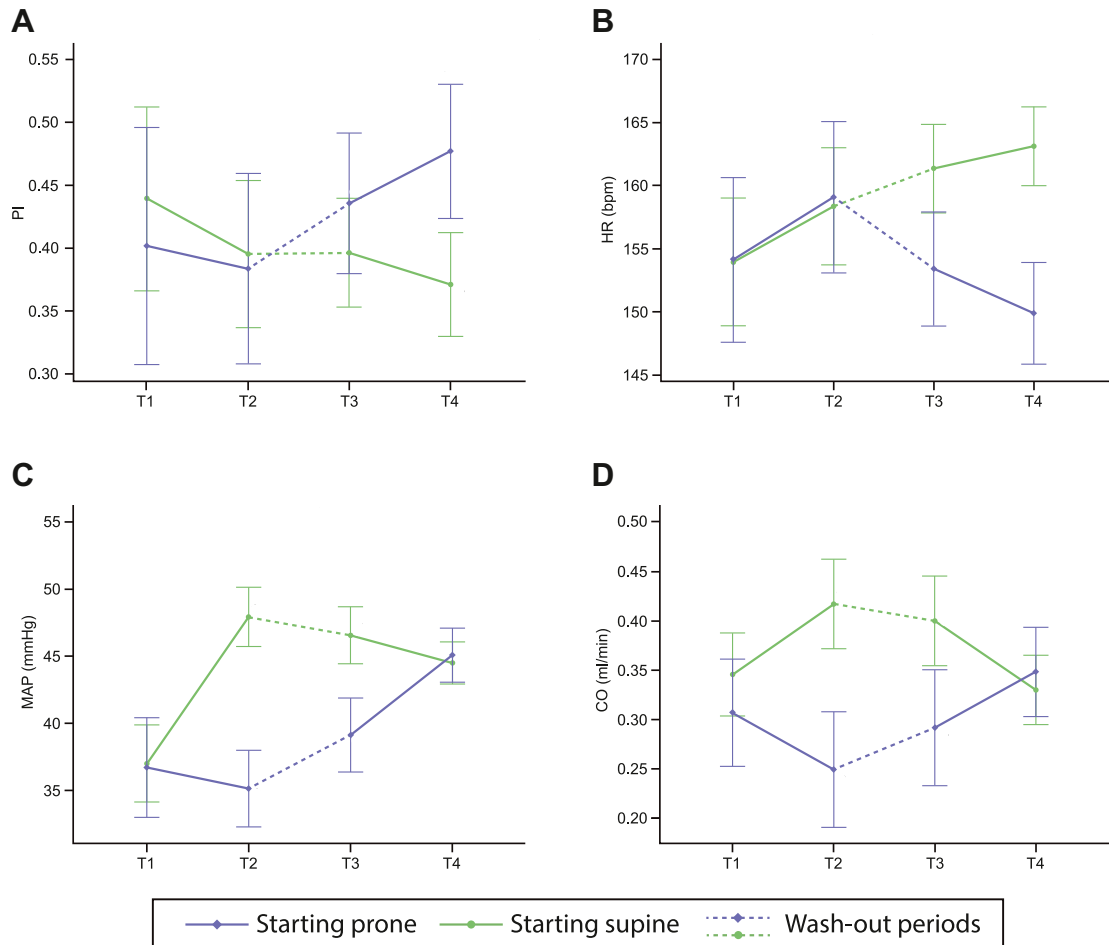 A
PI
0.55
0.50
0.45
0.40
0.35
0.30
T1 T2 T3 T4
B
HR (bpm)
170
165
160
155
150
145
T1 T2 T3 T4
C
MAP (mmHg)
55
50
45
40
35
T1 T2 T3 T4
D
CO (ml/min)
0.50
0.45
0.40
0.35
0.30
0.25
0.20
T1 T2 T3 T4
Starting prone Starting supine Wash-out periods